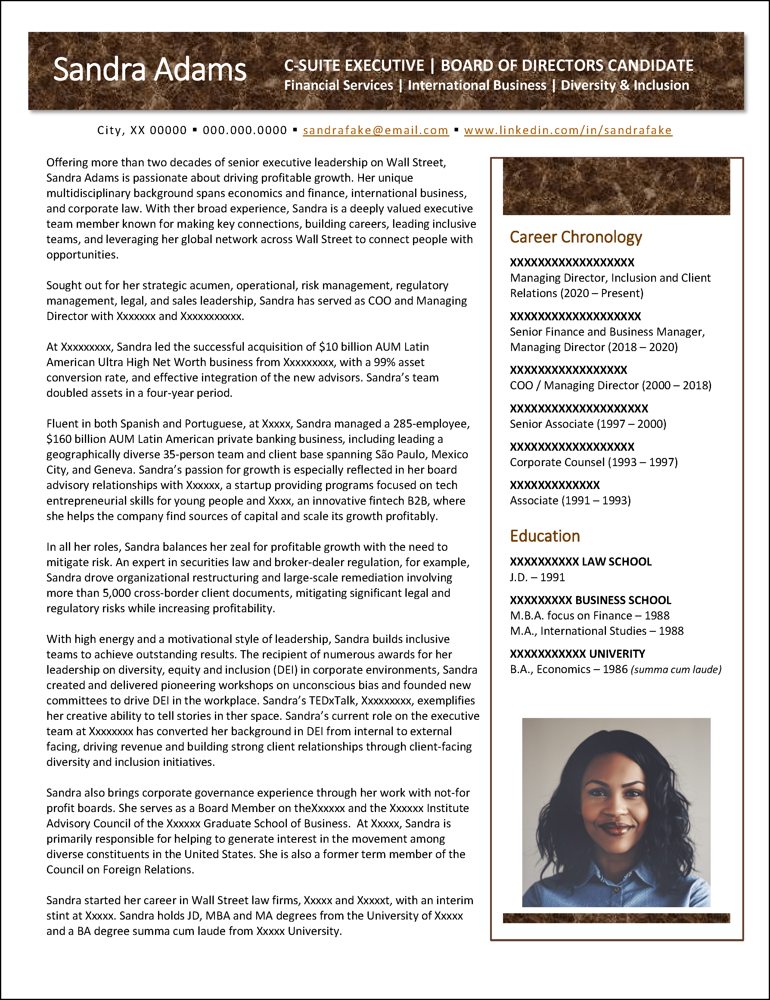 Sandra Adams
C-SUITE EXECUTIVE | BOARD OF DIRECTORS CANDIDATE
Financial Services | International Business | Diversity & Inclusion
City, XX 00000 ▪ 000.000.0000 ▪ sandrafake@email.com ▪ www.linkedin.com/in/sandrafake
Offering more than two decades of senior executive leadership on Wall Street,
Sandra Adams is passionate about driving profitable growth. Her unique
multidisciplinary background spans economics and finance, international business,
and corporate law. With ther broad experience, Sandra is a deeply valued executive
team member known for making key connections, building careers, leading inclusive
teams, and leveraging her global network across Wall Street to connect people with
opportunities.
Sought out for her strategic acumen, operational, risk management, regulatory
management, legal, and sales leadership, Sandra has served as COO and Managing
Director with Xxxxxxx and Xxxxxxxxxxx.
At Xxxxxxxxx, Sandra led the successful acquisition of $10 billion AUM Latin
American Ultra High Net Worth business from Xxxxxxxxx, with a 99% asset
conversion rate, and effective integration of the new advisors. Sandra’s team
doubled assets in a four-year period.
Fluent in both Spanish and Portuguese, at Xxxxx, Sandra managed a 285-employee,
$160 billion AUM Latin American private banking business, including leading a
geographically diverse 35-person team and client base spanning São Paulo, Mexico
City, and Geneva. Sandra’s passion for growth is especially reflected in her board
advisory relationships with Xxxxxx, a startup providing programs focused on tech
entrepreneurial skills for young people and Xxxx, an innovative fintech B2B, where
she helps the company find sources of capital and scale its growth profitably.
In all her roles, Sandra balances her zeal for profitable growth with the need to
mitigate risk. An expert in securities law and broker-dealer regulation, for example,
Sandra drove organizational restructuring and large-scale remediation involving
more than 5,000 cross-border client documents, mitigating significant legal and
regulatory risks while increasing profitability.
With high energy and a motivational style of leadership, Sandra builds inclusive
teams to achieve outstanding results. The recipient of numerous awards for her
leadership on diversity, equity and inclusion (DEI) in corporate environments, Sandra
created and delivered pioneering workshops on unconscious bias and founded new
committees to drive DEI in the workplace. Sandra’s TEDxTalk, Xxxxxxxxx, exemplifies
her creative ability to tell stories in ther space. Sandra’s current role on the executive
team at Xxxxxxxx has converted her background in DEI from internal to external
facing, driving revenue and building strong client relationships through client-facing
diversity and inclusion initiatives.
Sandra also brings corporate governance experience through her work with not-for
profit boards. She serves as a Board Member on theXxxxxx and the Xxxxxx Institute
Advisory Council of the Xxxxxx Graduate School of Business.  At Xxxxx, Sandra is
primarily responsible for helping to generate interest in the movement among
diverse constituents in the United States. She is also a former term member of the
Council on Foreign Relations.
Sandra started her career in Wall Street law firms, Xxxxx and Xxxxxt, with an interim
stint at Xxxxx. Sandra holds JD, MBA and MA degrees from the University of Xxxxx
and a BA degree summa cum laude from Xxxxx University.
Career Chronology
XXXXXXXXXXXXXXXXXX
Managing Director, Inclusion and Client
Relations (2020 – Present)
XXXXXXXXXXXXXXXXXXX
Senior Finance and Business Manager,
Managing Director (2018 – 2020)
XXXXXXXXXXXXXXXXX
COO / Managing Director (2000 – 2018)
XXXXXXXXXXXXXXXXXXXX
Senior Associate (1997 – 2000)
XXXXXXXXXXXXXXXXXX
Corporate Counsel (1993 – 1997)
XXXXXXXXXXXXX
Associate (1991 – 1993)
Education
XXXXXXXXXX LAW SCHOOL
J.D. – 1991
XXXXXXXXX BUSINESS SCHOOL
M.B.A. focus on Finance – 1988
M.A., International Studies – 1988
XXXXXXXXXXX UNIVERITY
B.A., Economics – 1986 (summa cum laude)